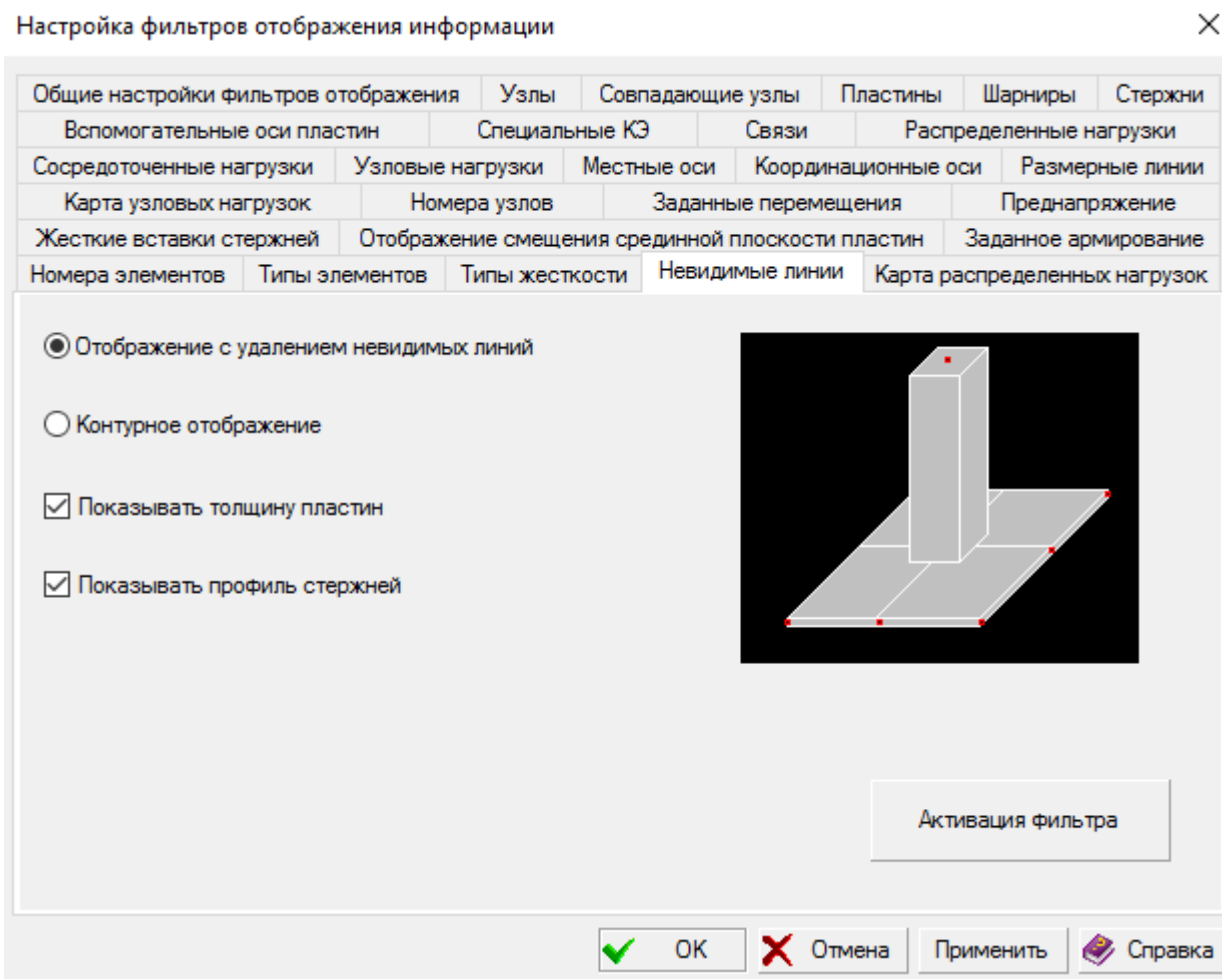 Настройка фильтров отображения информации
Общие настройки фильтров отображения Узлы Совпадающие узлы Пластины Шарниры Стержни
Вспомогательные оси пластин Специальные КЭ Связи Распределенные нагрузки
Сосредоточенные нагрузки Узловые нагрузки Местные оси Координационные оси Размерные линии
Карта узловых нагрузок Номера узлов Заданные перемещения Преднапряжение
Жесткие вставки стержней Отображение смещения срединной плоскости пластин Заданное армирование
Номера элементов Типы элементов Типы жесткости Невидимые линии Карта распределенных нагрузок
Отображение с удалением невидимых линий
Контурное отображение
Показывать толщину пластин
Показывать профиль стержней
Активация фильтра
OK Отмена Применить Справка